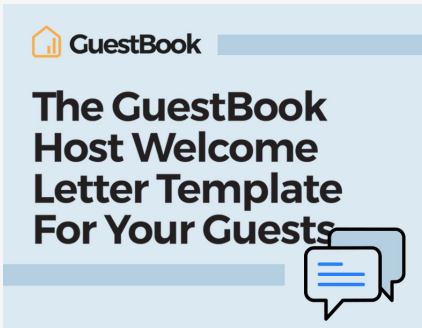 GuestBook
The GuestBook
Host Welcome
Letter Template
For Your Guests